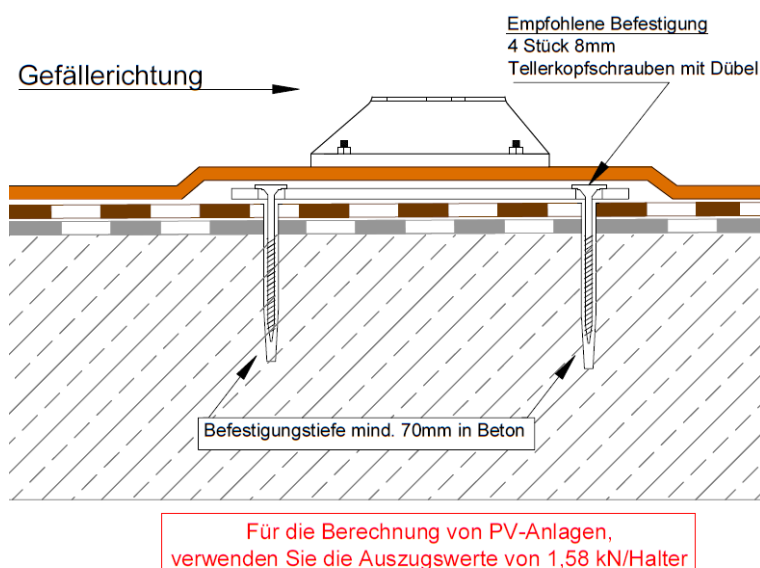 Empfohlene Befestigung
4 Stück 8mm
Tellerkopfschrauben mit Dübel
Gefällerichtung
Befestigungstiefe mind. 70mm in Beton
Für die Berechnung von PV-Anlagen,
verwenden Sie die Auszugswerte von 1,58 kN/Halter